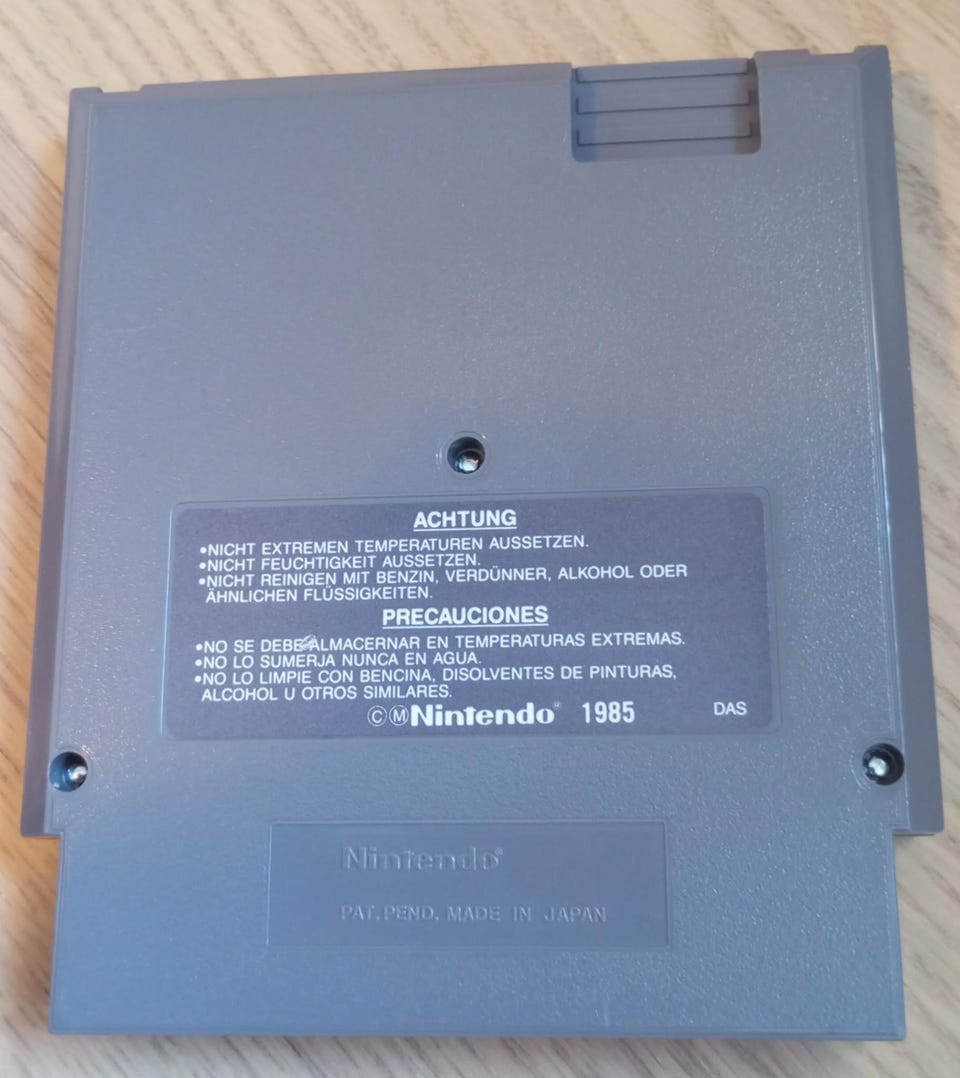 ACHTUNG
•NICHT EXTREMEN TEMPERATUREN AUSSETZEN.
•NICHT FEUCHTIGKEIT AUSSETZEN.
•NICHT REINIGEN MIT BENZIN, VERDÜNNER, ALKOHOL ODER
ÄHNLICHEN FLÜSSIGKEITEN.
PRECAUCIONES
•NO SE DEBE ALMACERNAR EN TEMPERATURAS EXTREMAS.
•NO LO SUMERJA NUNCA EN AGUA.
•NO LO LIMPIE CON BENCINA, DISOLVENTES DE PINTURAS,
ALCOHOL U OTROS SIMILARES.
©Ⓜ Nintendo® 1985 DAS
Nintendo®
PAT. PEND. MADE IN JAPAN